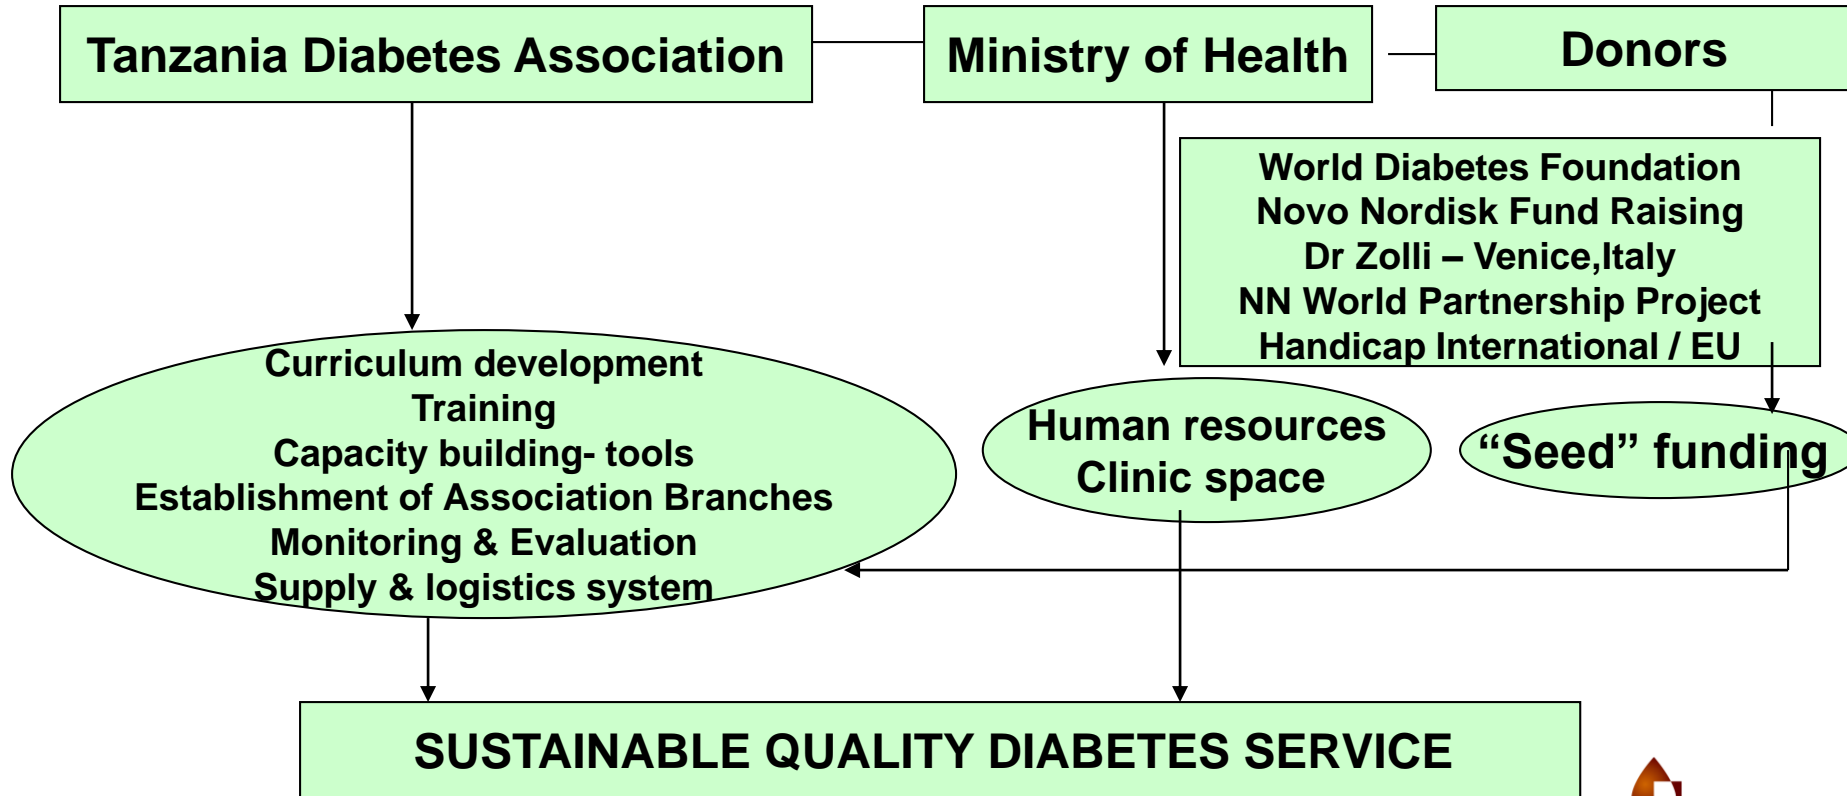 Tanzania Diabetes Association
Ministry of Health
Donors
World Diabetes Foundation
Novo Nordisk Fund Raising
Dr Zolli – Venice,Italy
NN World Partnership Project
Handicap International / EU
Curriculum development
Training
Capacity building- tools
Establishment of Association Branches
Monitoring & Evaluation
Supply & logistics system
Human resources
Clinic space
“Seed” funding
SUSTAINABLE QUALITY DIABETES SERVICE